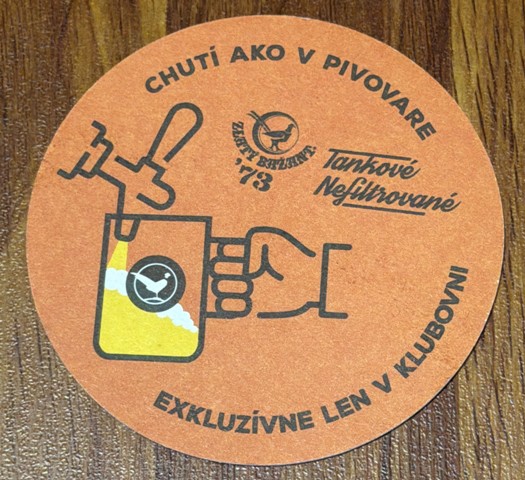 CHUTÍ AKO V PIVOVARE
ZLATÝ BAŽANT.
'73
Tankové
Nefiltrované
EXKLUZÍVNE LEN V KLUBOVNI